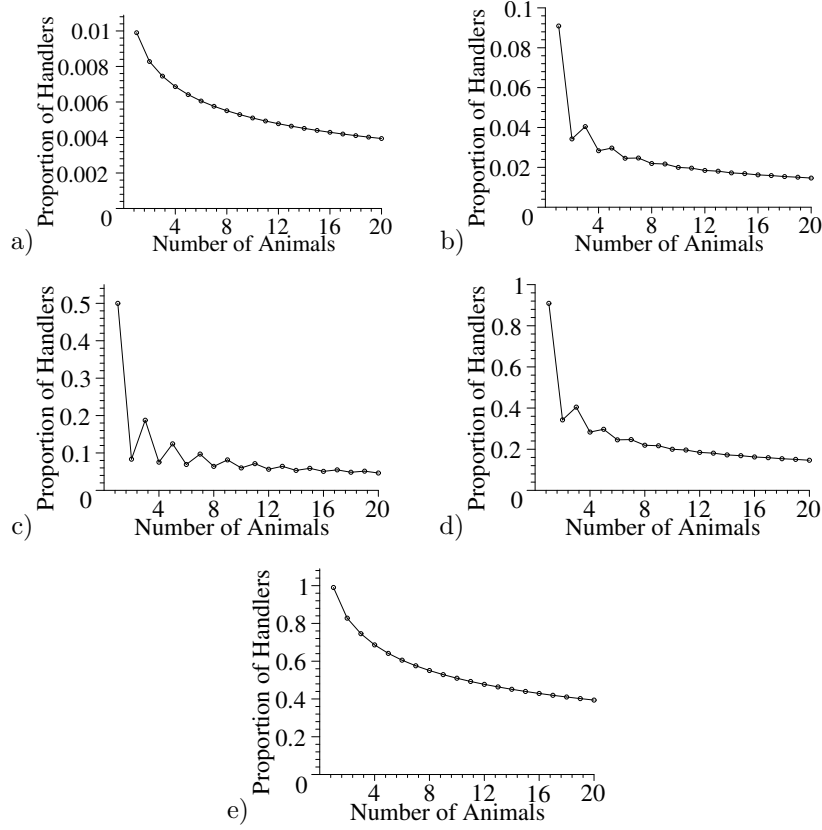 Proportion of Handlers
0.01
0.008
0.006
0.004
0.002
0
4 8 12 16 20
Number of Animals
a)
Proportion of Handlers
0.1
0.08
0.06
0.04
0.02
0
4 8 12 16 20
Number of Animals
b)
Proportion of Handlers
0.5
0.4
0.3
0.2
0.1
0
4 8 12 16 20
Number of Animals
c)
Proportion of Handlers
1
0.8
0.6
0.4
0.2
0
4 8 12 16 20
Number of Animals
d)
Proportion of Handlers
1
0.8
0.6
0.4
0.2
0
4 8 12 16 20
Number of Animals
e)